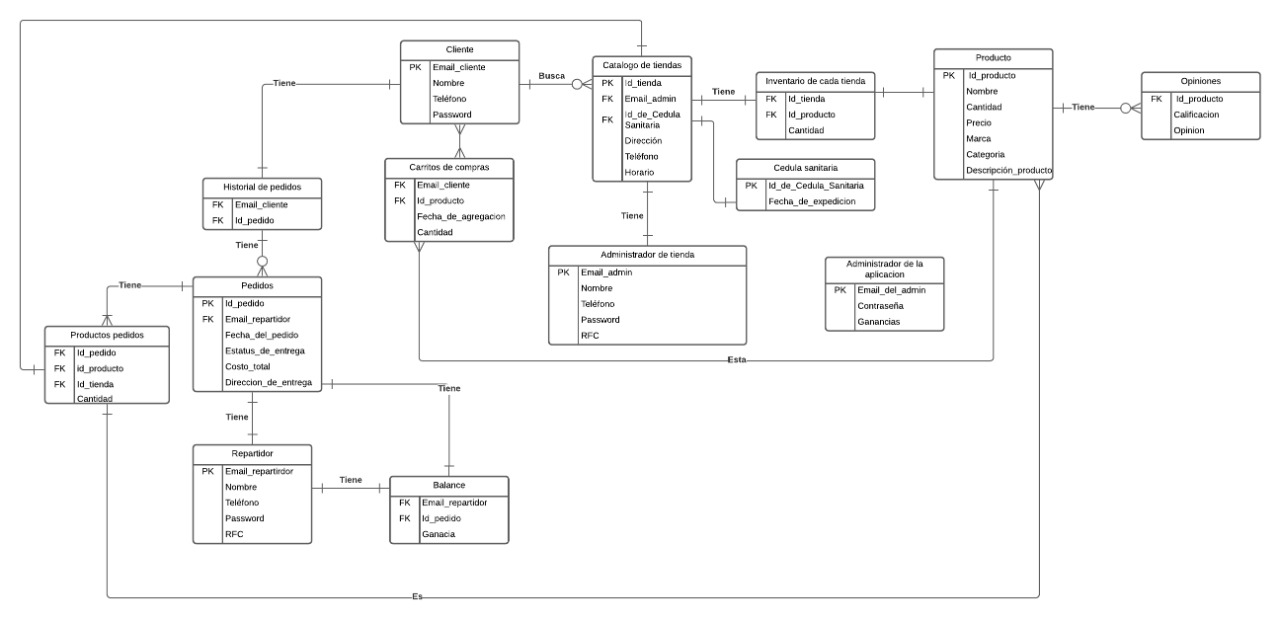 Cliente
PK Email_cliente
Nombre
Teléfono
Password
Tiene
Busca
Catalogo de tiendas
PK Id_tienda
FK Email_admin
FK Id_de_Cedula
Sanitaria
Dirección
Teléfono
Horario
Tiene
Inventario de cada tienda
FK Id_tienda
FK Id_producto
Cantidad
Producto
PK Id_producto
Nombre
Cantidad
Precio
Marca
Categoria
Descripción_producto
Tiene
Opiniones
FK Id_producto
Calificacion
Opinion
Historial de pedidos
FK Email_cliente
FK Id_pedido
Carritos de compras
FK Email_cliente
FK Id_producto
Fecha_de_agregacion
Cantidad
Cedula sanitaria
PK Id_de_Cedula_Sanitaria
Fecha_de_expedicion
Tiene
Tiene
Administrador de tienda
PK Email_admin
Nombre
Teléfono
Password
RFC
Administrador de la
aplicacion
PK Email_del_admin
Contraseña
Ganancias
Tiene
Pedidos
PK Id_pedido
FK Email_repartidor
Fecha_del_pedido
Estatus_de_entrega
Costo_total
Direccion_de_entrega
Productos pedidos
FK Id_pedido
FK id_producto
FK Id_tienda
Cantidad
Esta
Tiene
Tiene
Repartidor
PK Email_repartirdor
Nombre
Teléfono
Password
RFC
Tiene
Balance
FK Email_repartidor
FK Id_pedido
Ganacia
Es